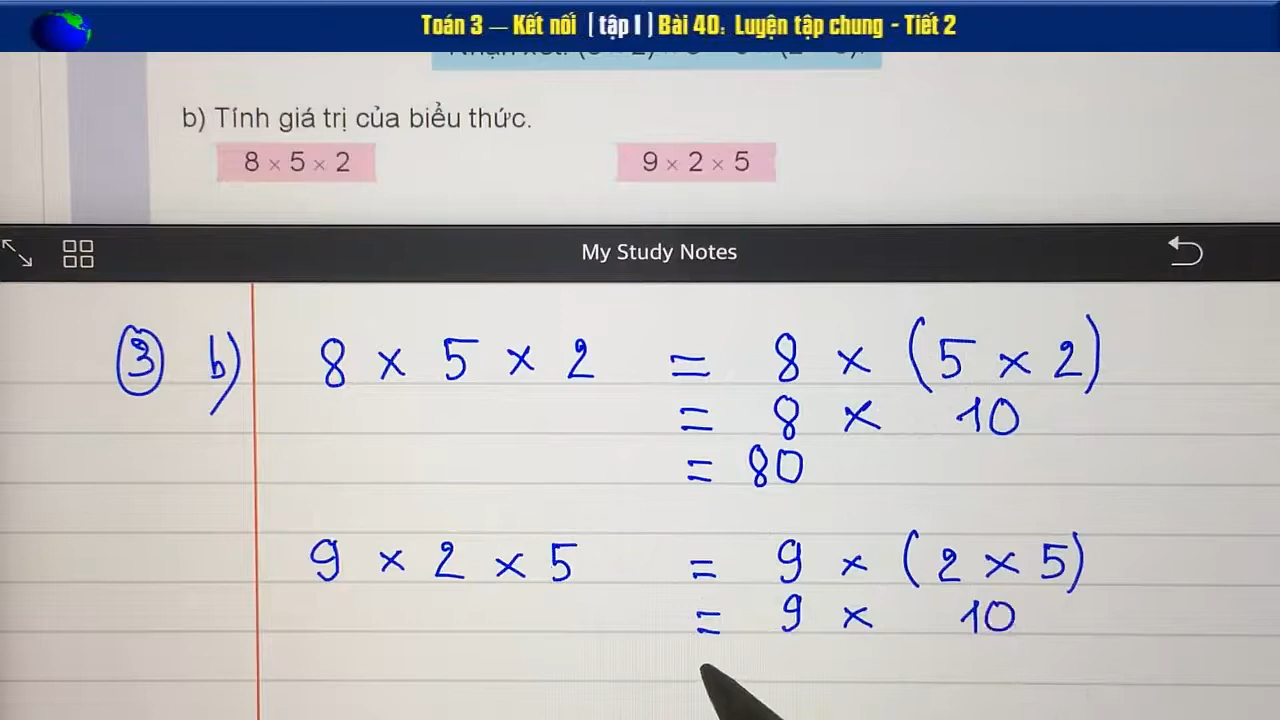 Toán 3 – Kết nối [ tập 1 ] Bài 40: Luyện tập chung - Tiết 2
b) Tính giá trị của biểu thức.
8 × 5 × 2 9 × 2 × 5
My Study Notes
3 b) 8 × 5 × 2 = 8 × (5 × 2)
= 8 × 10
= 80
9 × 2 × 5 = 9 × (2 × 5)
= 9 × 10